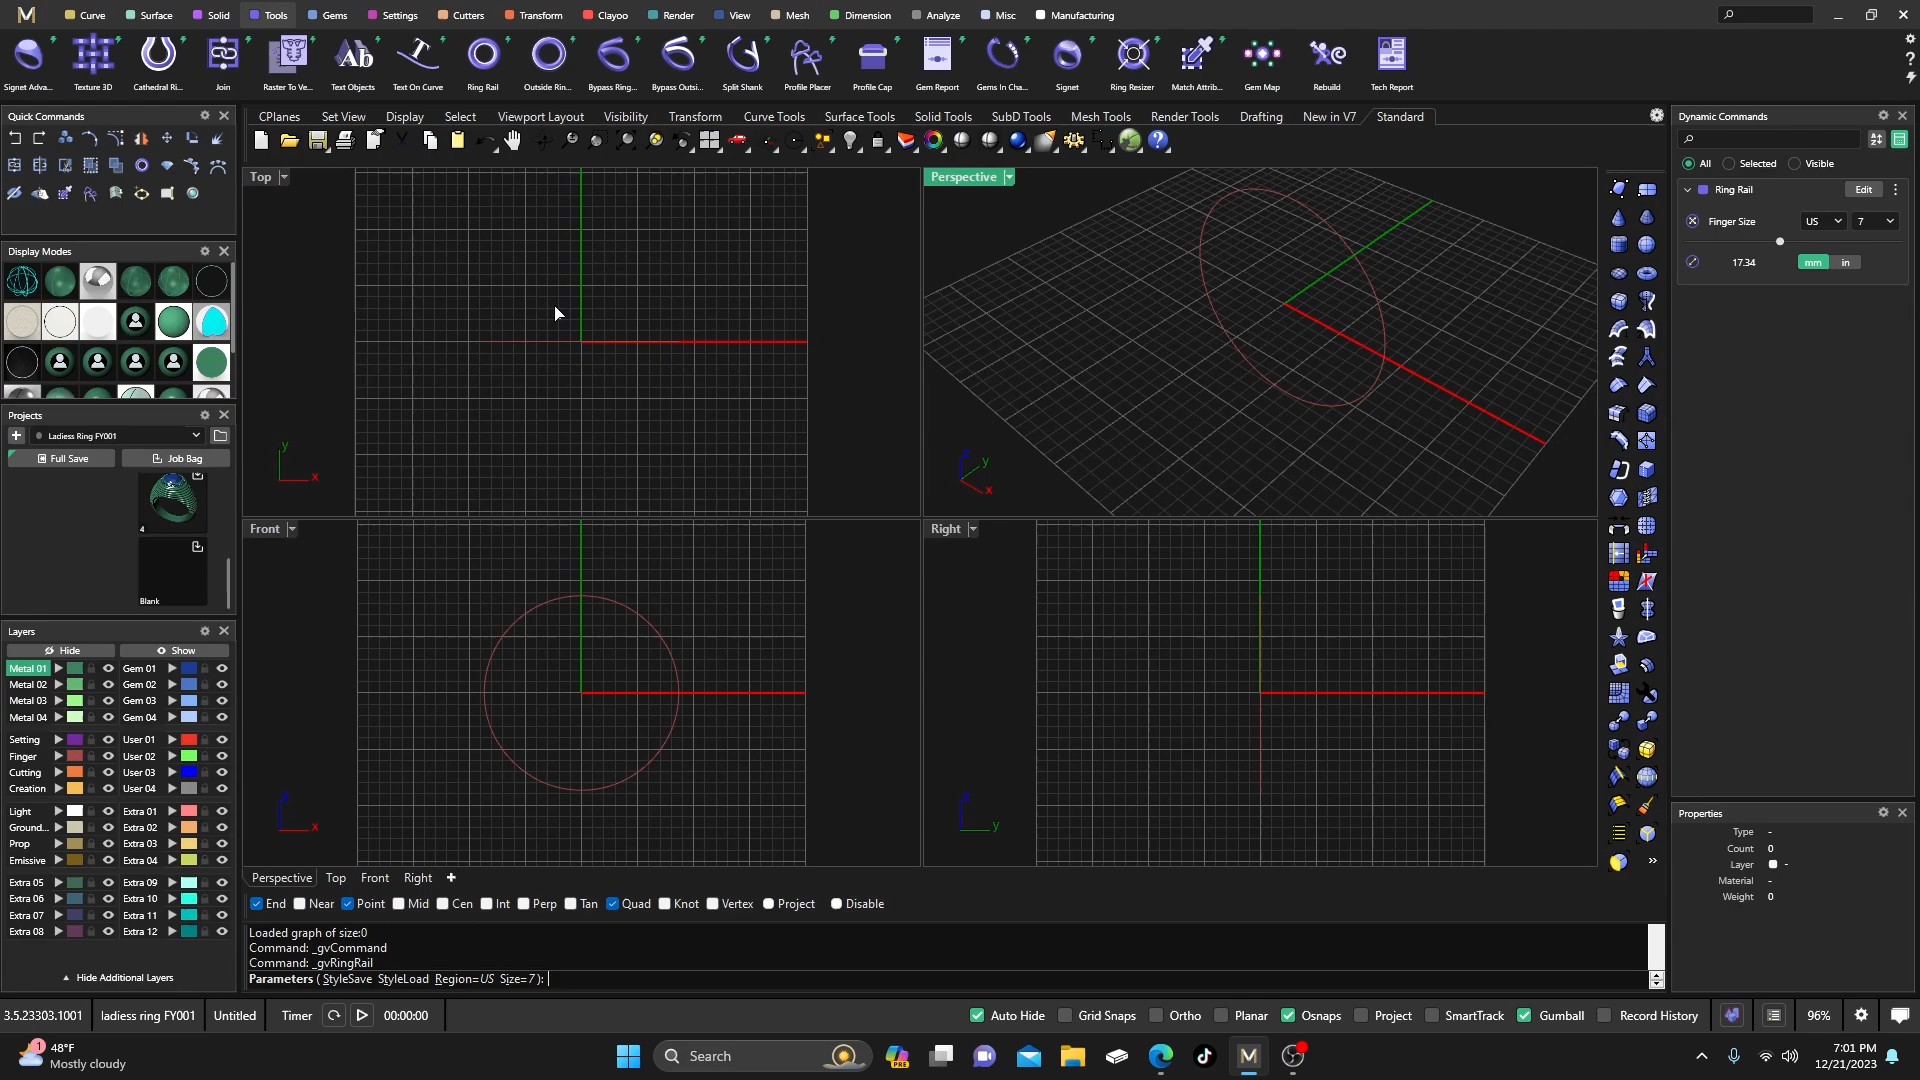 Curve Surface Solid Tools Gems Settings Cutters Transform Clayoo Render View Mesh Dimension Analyze Misc Manufacturing
Signet Adva... Texture 3D Cathedral Ri... Join Raster To Ve... Text Objects Text On Curve Ring Rail Outside Rin... Bypass Ring... Bypass Outsi... Split Shank Profile Placer Profile Cap Gem Report Gems In Cha... Signet Ring Resizer Match Attrib... Gem Map Rebuild Tech Report
Quick Commands
CPlanes Set View Display Select Viewport Layout Visibility Transform Curve Tools Surface Tools Solid Tools SubD Tools Mesh Tools Render Tools Drafting New in V7 Standard
Dynamic Commands
All Selected Visible
Ring Rail Edit
Finger Size US 7
17.34 mm in
Display Modes
Projects
Ladiess Ring FY001
Full Save Job Bag
4
Blank
Top
y
x
Perspective
y
x
Front
x
Right
y
Layers
Hide Show
Metal 01 Gem 01
Metal 02 Gem 02
Metal 03 Gem 03
Metal 04 Gem 04
Setting User 01
Finger User 02
Cutting User 03
Creation User 04
Light Extra 01
Ground... Extra 02
Prop Extra 03
Emissive Extra 04
Extra 05 Extra 09
Extra 06 Extra 10
Extra 07 Extra 11
Extra 08 Extra 12
Hide Additional Layers
Perspective Top Front Right
End Near Point Mid Cen Int Perp Tan Quad Knot Vertex Project Disable
Loaded graph of size:0
Command: _gvCommand
Command: _gvRingRail
Parameters ( StyleSave StyleLoad Region=US Size=7 ):
Properties
Type -
Count 0
Layer -
Material -
Weight 0
3.5.23303.1001 ladiess ring FY001 Untitled Timer 00:00:00 Auto Hide Grid Snaps Ortho Planar Osnaps Project SmartTrack Gumball Record History 96%
1 48°F
Mostly cloudy
Search
PRE
7:01 PM
12/21/2023